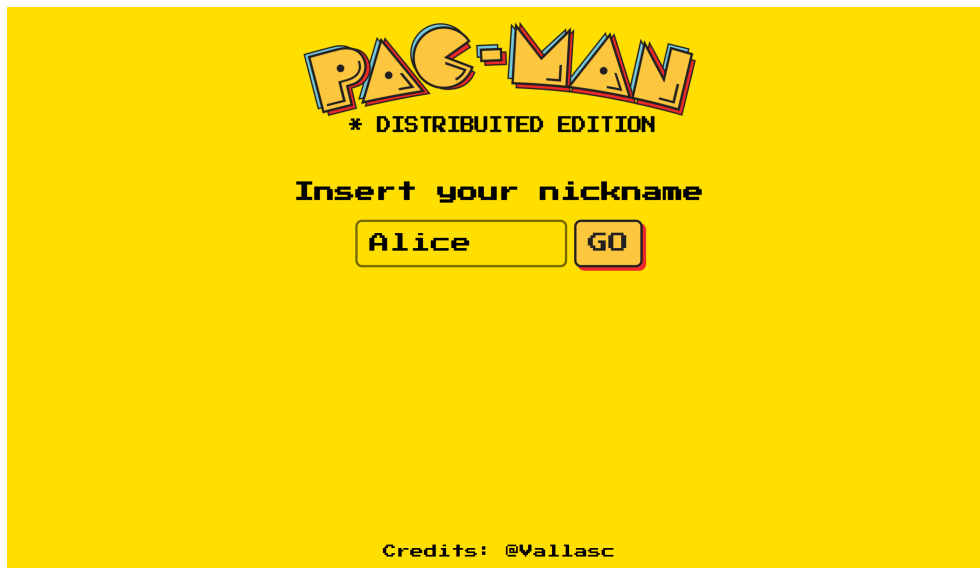 PAC-MAN
* DISTRIBUITED EDITION
Insert your nickname
Alice
GO
Credits: @Vallasc